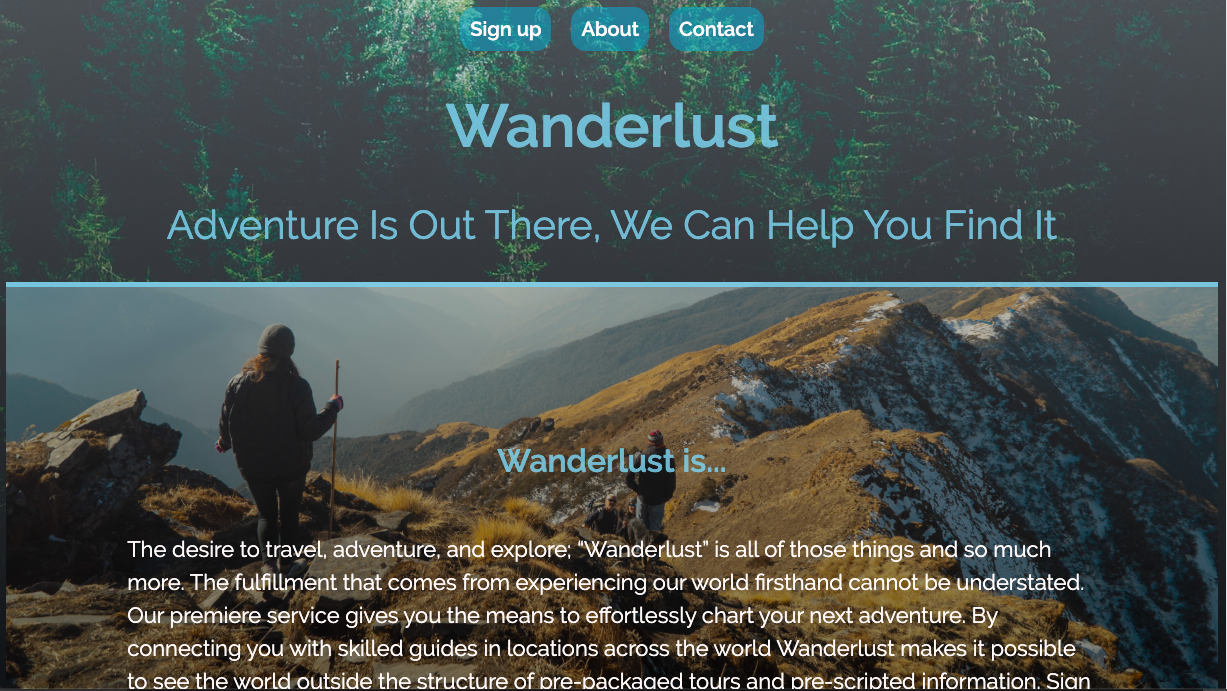 Sign up About Contact
Wanderlust
Adventure Is Out There, We Can Help You Find It
Wanderlust is...
The desire to travel, adventure, and explore; “Wanderlust” is all of those things and so much
more. The fulfillment that comes from experiencing our world firsthand cannot be understated.
Our premiere service gives you the means to effortlessly chart your next adventure. By
connecting you with skilled guides in locations across the world Wanderlust makes it possible
to see the world outside the structure of pre-packaged tours and pre-scripted information. Sign